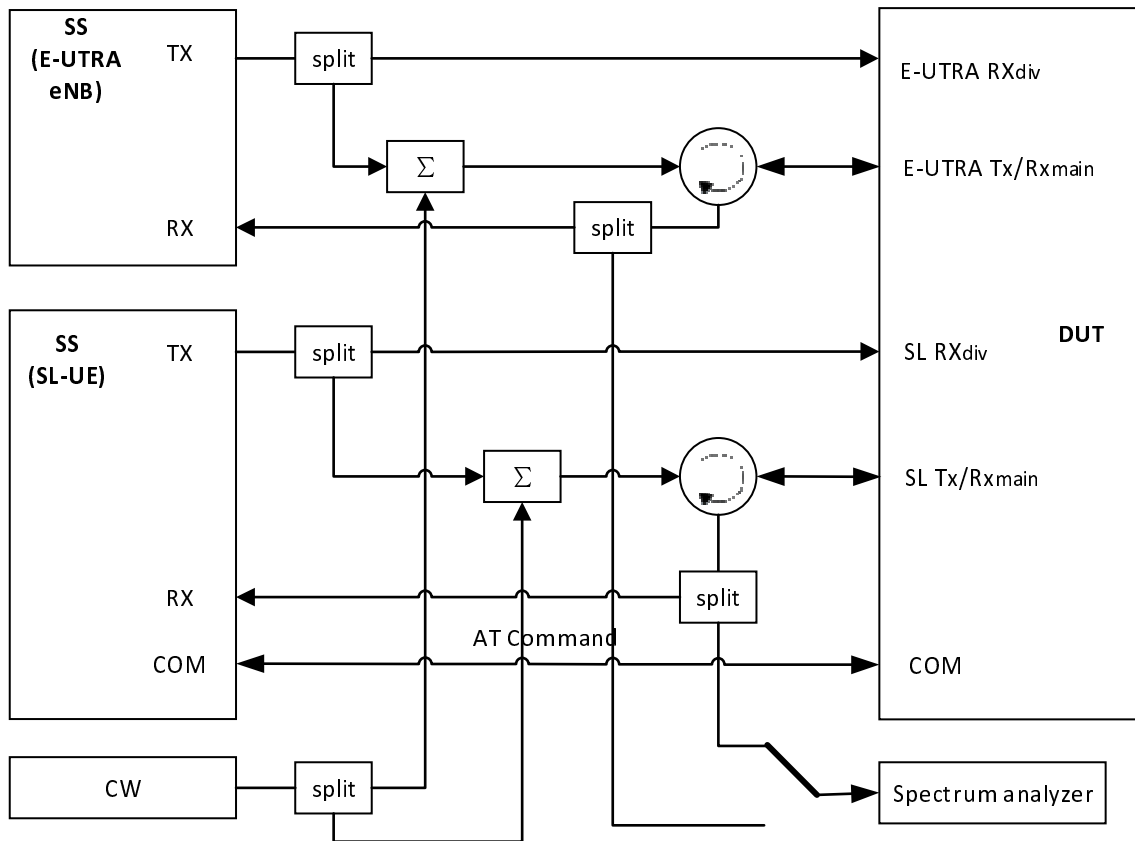 SS
(E-UTRA
eNB)
TX
split
E-UTRA RXdiv
Σ
E-UTRA Tx/Rxmain
RX
split
SS
(SL-UE)
TX
split
SL RXdiv
DUT
Σ
SL Tx/Rxmain
RX
split
AT Command
COM
COM
CW
split
Spectrum analyzer